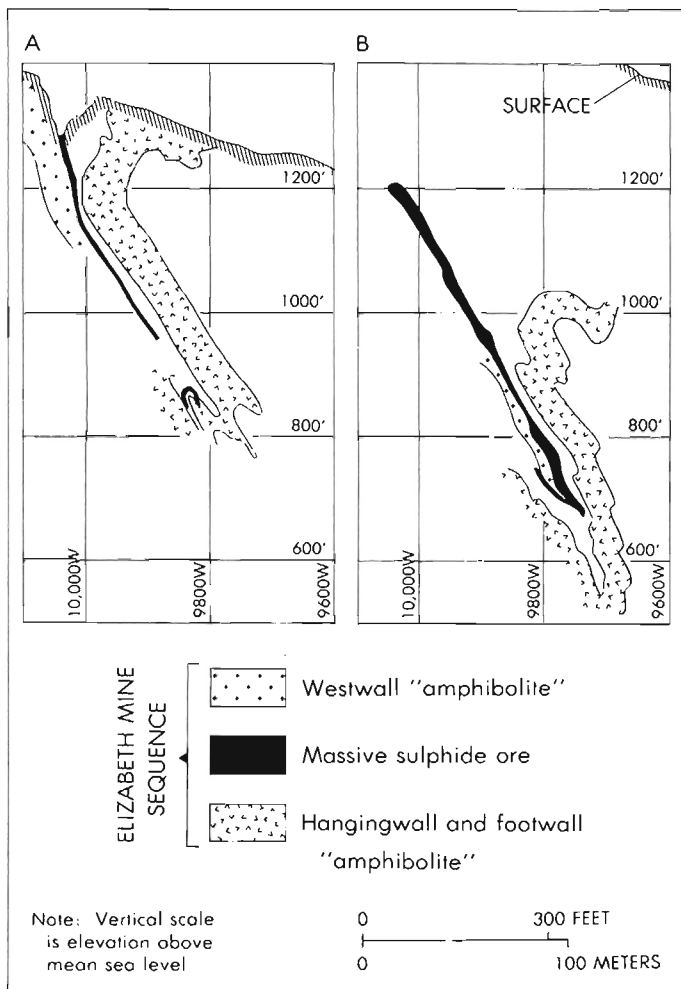 A
B
SURFACE
1200'
1000'
800'
600'
10,000W
9800W
9600W
1200'
1000'
800'
600'
10,000W
9800W
9600W
ELIZABETH MINE
SEQUENCE
Westwall "amphibolite"
Massive sulphide ore
Hangingwall and footwall
"amphibolite"
Note: Vertical scale
is elevation above
mean sea level
0 300 FEET
0 100 METERS